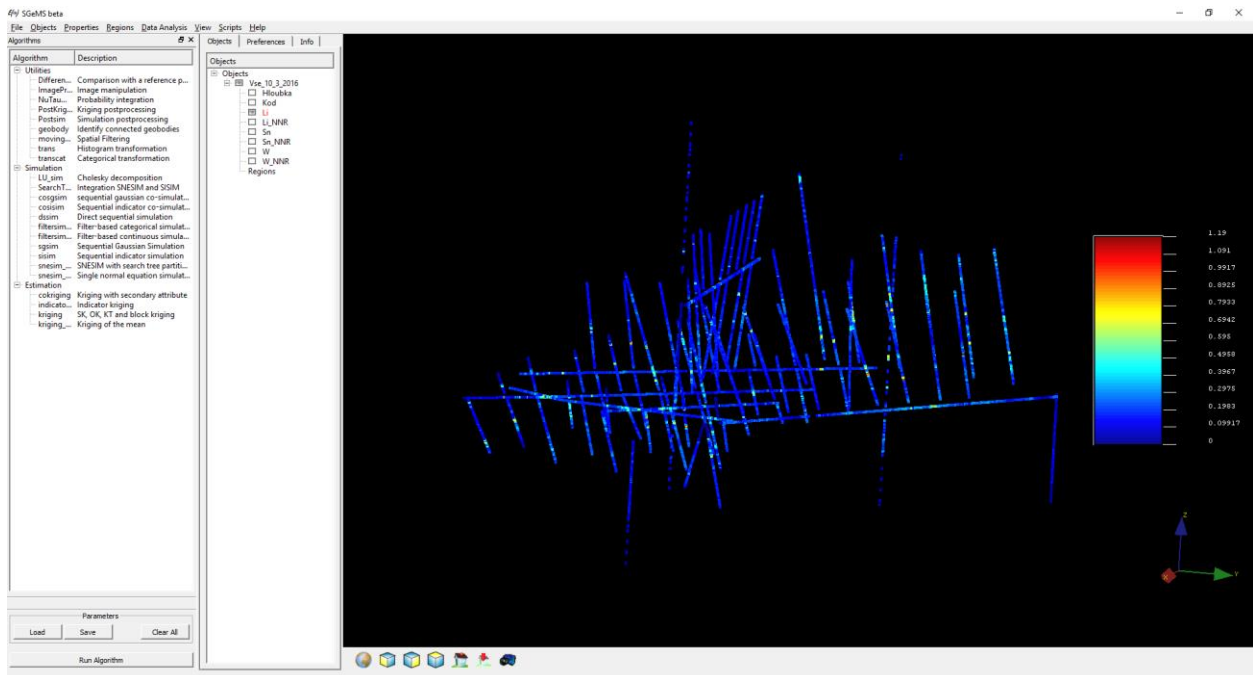 SGeMS beta
File Objects Properties Regions Data Analysis View Scripts Help
Algorithms
Algorithm Description
Utilities
Differen... Comparison with a reference p...
ImagePr... Image manipulation
NuTau... Probability integration
PostKrig... Kriging postprocessing
Postsim Simulation postprocessing
geobody Identify connected geobodies
moving... Spatial Filtering
trans Histogram transformation
transcat Categorical transformation
Simulation
LU_sim Cholesky decomposition
SearchT... Integration SNESIM and SISIM
cosgsim sequential gaussian co-simulat...
cosisim Sequential indicator co-simulat...
dssim Direct sequential simulation
filtersim... Filter-based categorical simulat...
filtersim... Filter-based continuous simula...
sgsim Sequential Gaussian Simulation
sisim Sequential indicator simulation
snesim_... SNESIM with search tree partiti...
snesim_... Single normal equation simulat...
Estimation
cokriging Kriging with secondary attribute
indicato... Indicator kriging
kriging SK, OK, KT and block kriging
kriging_... Kriging of the mean
Parameters
Load Save Clear All
Run Algorithm
Objects Preferences Info
Objects
Objects
Vse_10_3_2016
Hloubka
Kod
Li
Li_NNR
Sn
Sn_NNR
W
W_NNR
Regions
1.19
1.091
0.9917
0.8925
0.7933
0.6942
0.595
0.4958
0.3967
0.2975
0.1983
0.09917
0
Z
X
Y